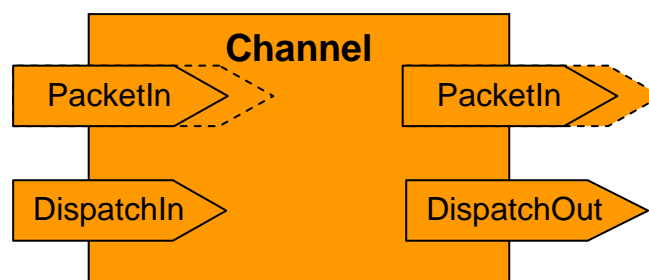 Channel
PacketIn
PacketIn
DispatchIn
DispatchOut